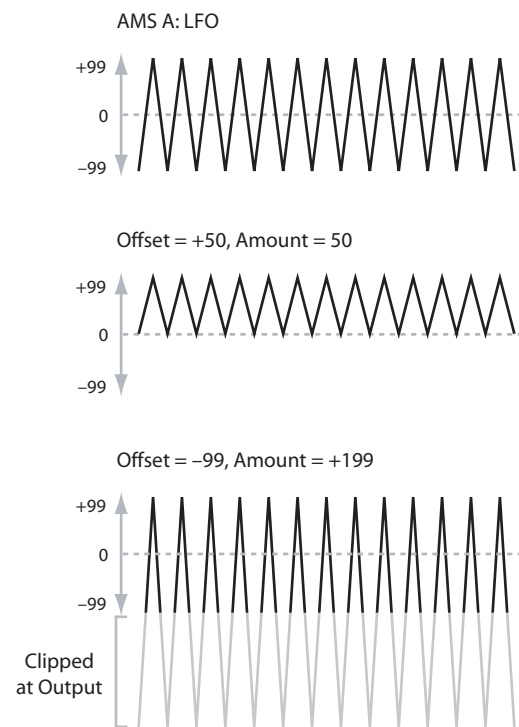 AMS A: LFO
+99
0
–99
Offset = +50, Amount = 50
+99
0
–99
Offset = –99, Amount = +199
+99
0
–99
Clipped
at Output